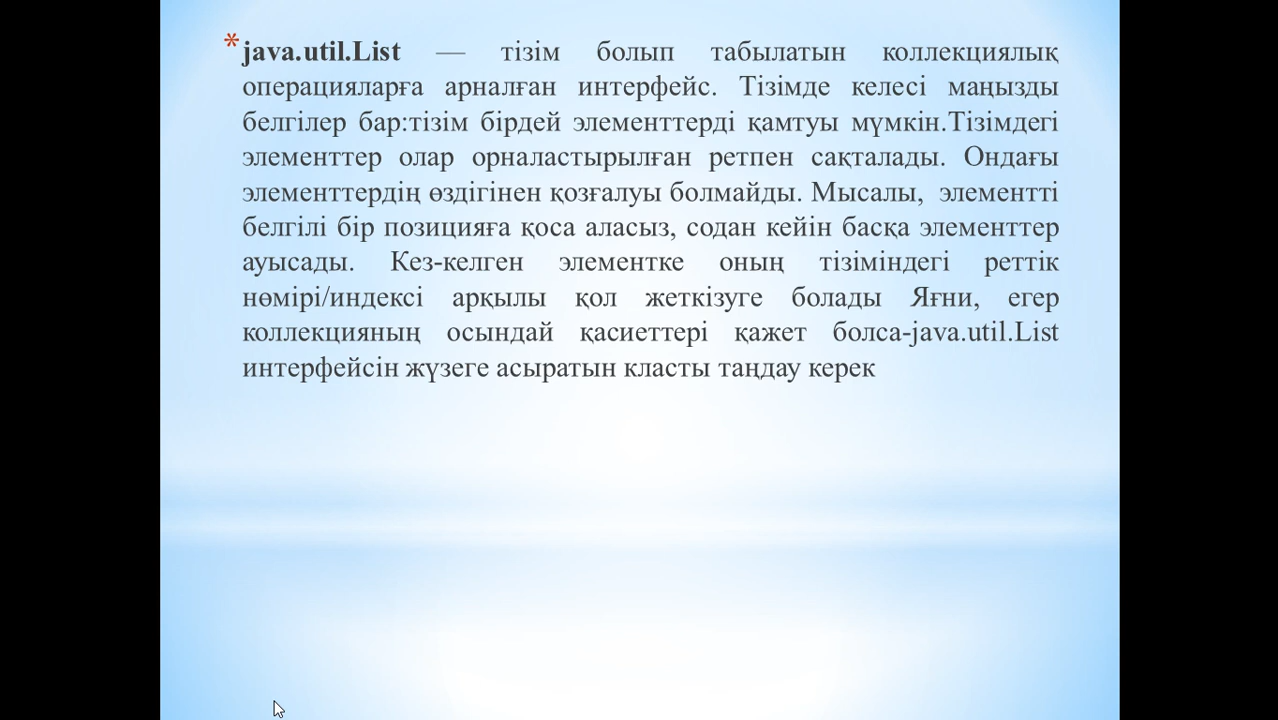 *java.util.List — тізім болып табылатын коллекциялық
операцияларға арналған интерфейс. Тізімде келесі маңызды
белгілер бар:тізім бірдей элементтерді қамтуы мүмкін.Тізімдегі
элементтер олар орналастырылған ретпен сақталады. Ондағы
элементтердің өздігінен қозғалуы болмайды. Мысалы, элементті
белгілі бір позицияға қоса аласыз, содан кейін басқа элементтер
ауысады. Кез-келген элементке оның тізіміндегі реттік
нөмірі/индексі арқылы қол жеткізуге болады Яғни, егер
коллекцияның осындай қасиеттері қажет болса-java.util.List
интерфейсін жүзеге асыратын класты таңдау керек